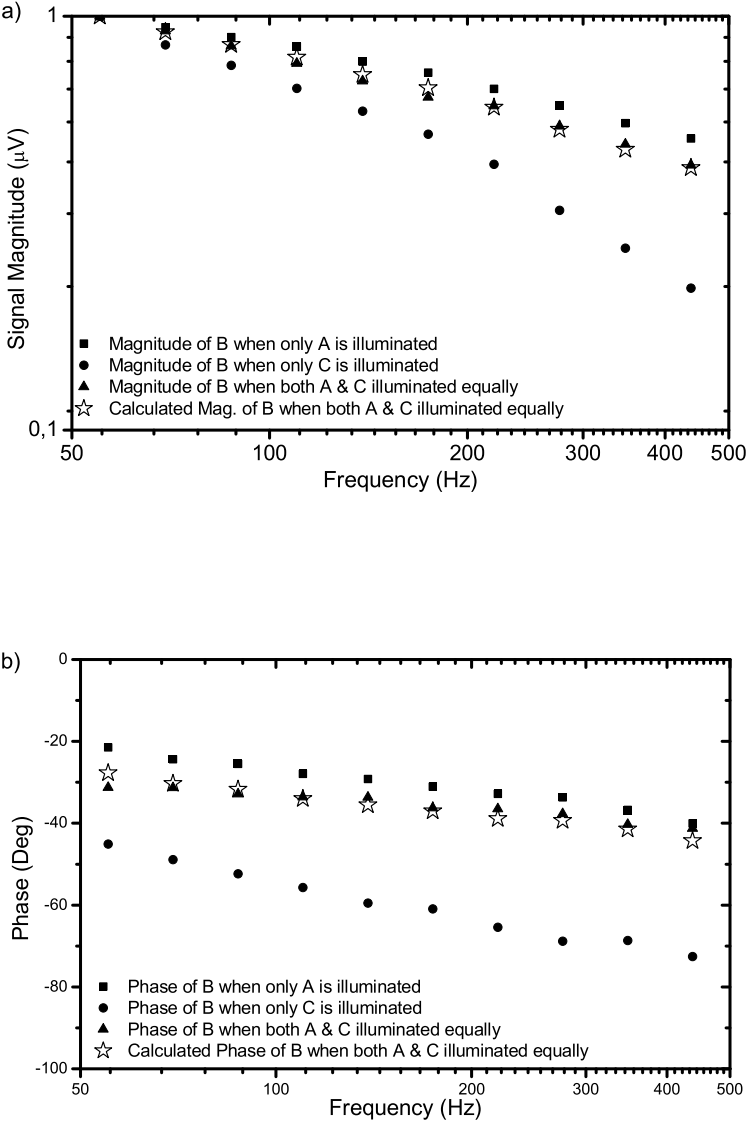 a)
1
0,1
Signal Magnitude (μV)
Magnitude of B when only A is illuminated
Magnitude of B when only C is illuminated
Magnitude of B when both A & C illuminated equally
Calculated Mag. of B when both A & C illuminated equally
50 100 200 300 400 500
Frequency (Hz)
b)
0
-20
-40
-60
-80
-100
Phase (Deg)
Phase of B when only A is illuminated
Phase of B when only C is illuminated
Phase of B when both A & C illuminated equally
Calculated Phase of B when both A & C illuminated equally
50 100 200 300 400 500
Frequency (Hz)